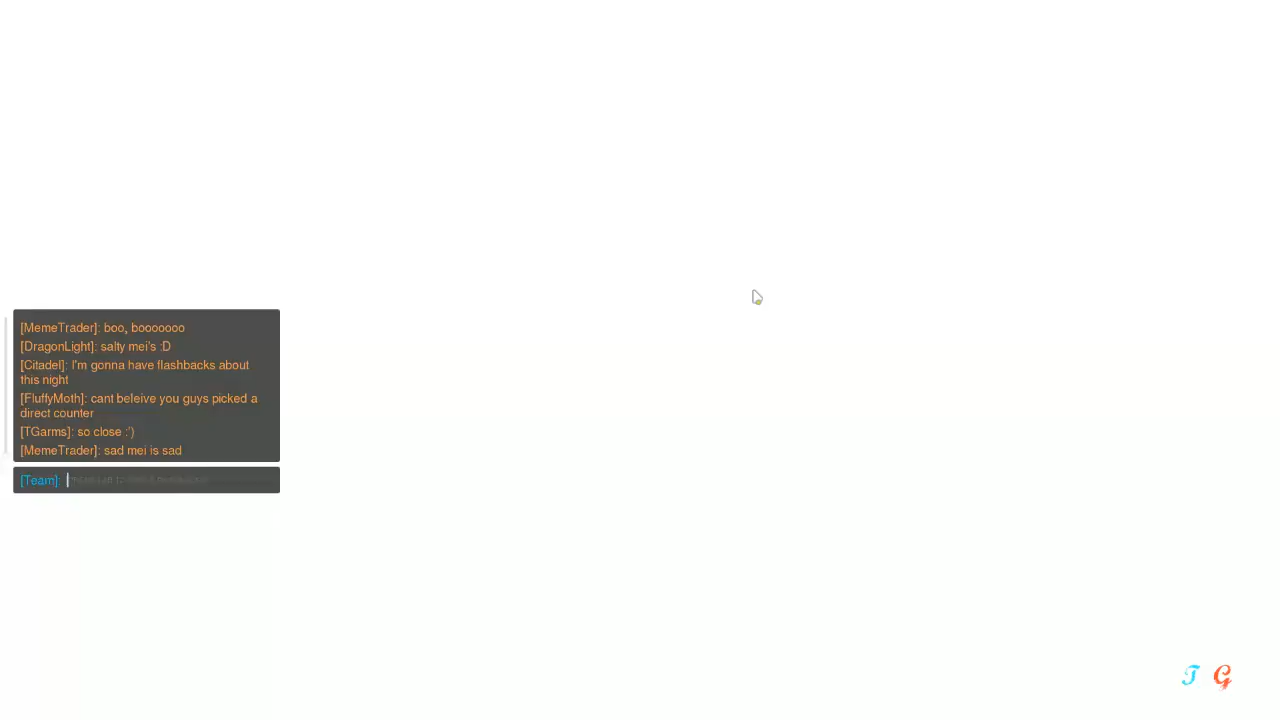 [MemeTrader]: boo, booooooo
[DragonLight]: salty mei's :D
[Citadel]: I'm gonna have flashbacks about
this night
[FluffyMoth]: cant beleive you guys picked a
direct counter
[TGarms]: so close :')
[MemeTrader]: sad mei is sad
[Team]:
T G